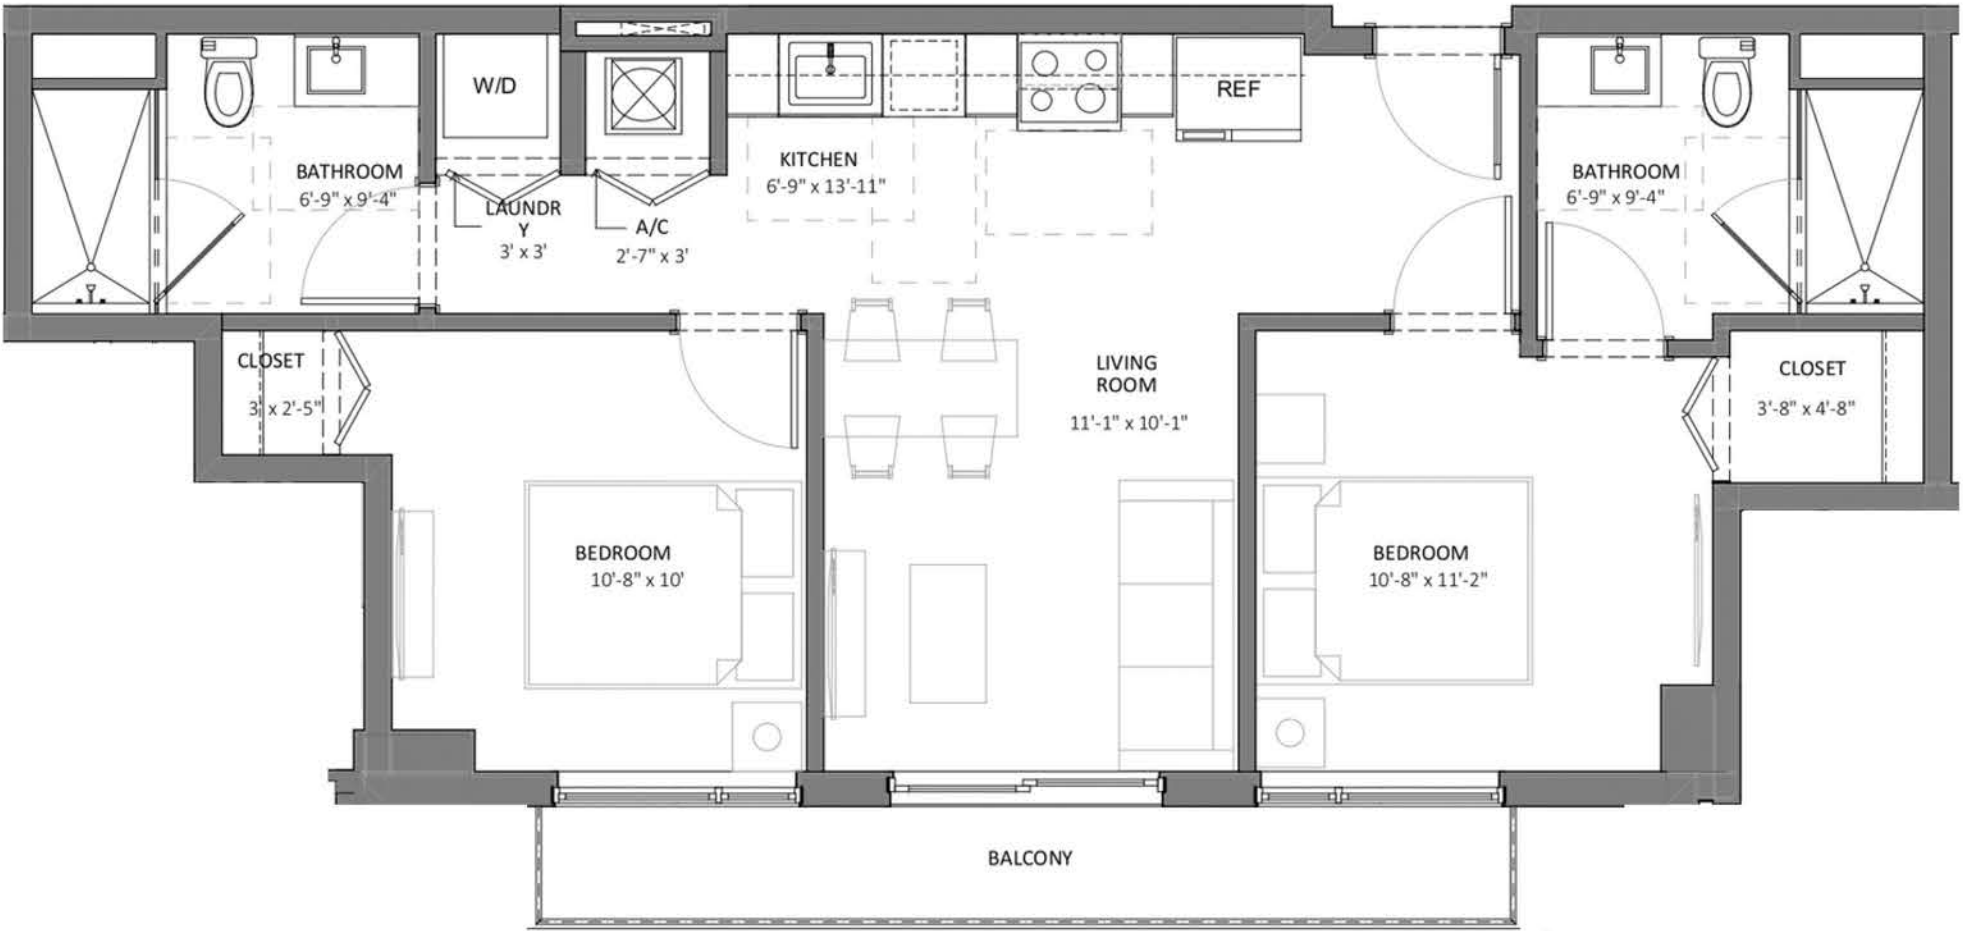 W/D
REF
BATHROOM
6'-9" x 9'-4"
LAUNDR
Y
3' x 3'
A/C
2'-7" x 3'
KITCHEN
6'-9" x 13'-11"
BATHROOM
6'-9" x 9'-4"
CLOSET
3' x 2'-5"
LIVING
ROOM
11'-1" x 10'-1"
CLOSET
3'-8" x 4'-8"
BEDROOM
10'-8" x 10'
BEDROOM
10'-8" x 11'-2"
BALCONY